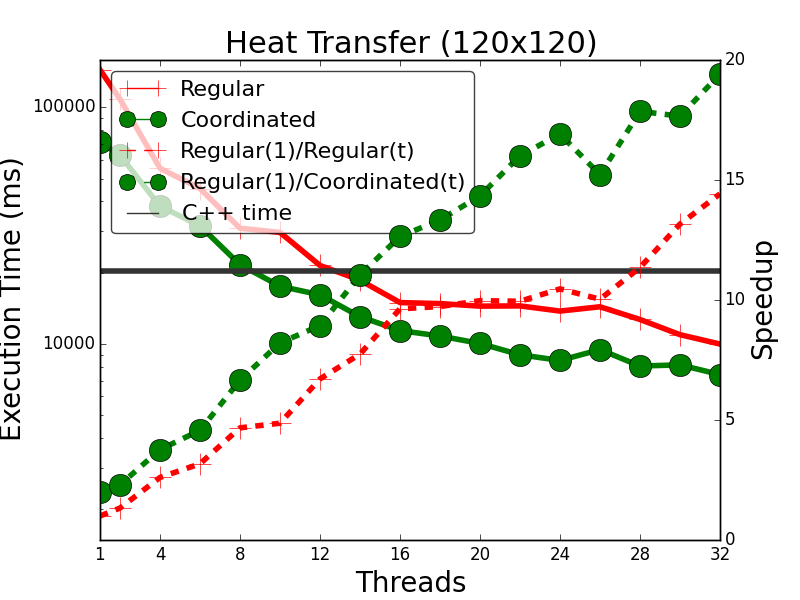 Heat Transfer (120x120)
Regular
Coordinated
Regular(1)/Regular(t)
Regular(1)/Coordinated(t)
C++ time
Execution Time (ms)
100000
10000
Speedup
20
15
10
5
0
1 4 8 12 16 20 24 28 32
Threads